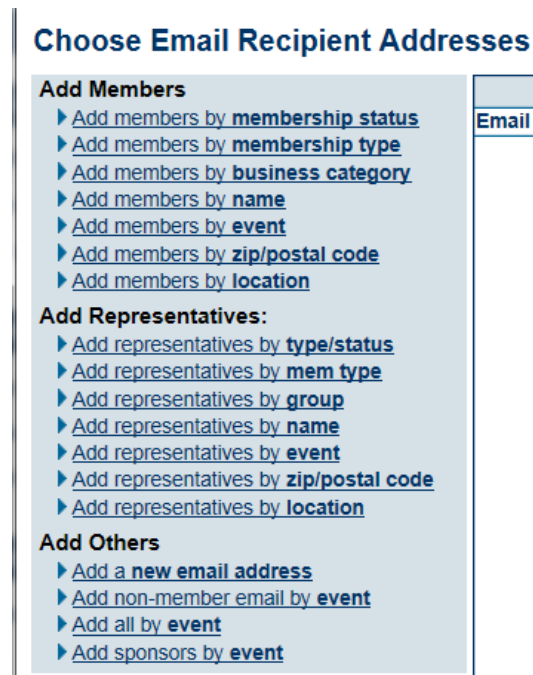 Choose Email Recipient Addresses
Add Members
Add members by membership status
Add members by membership type
Add members by business category
Add members by name
Add members by event
Add members by zip/postal code
Add members by location
Add Representatives:
Add representatives by type/status
Add representatives by mem type
Add representatives by group
Add representatives by name
Add representatives by event
Add representatives by zip/postal code
Add representatives by location
Add Others
Add a new email address
Add non-member email by event
Add all by event
Add sponsors by event
Email